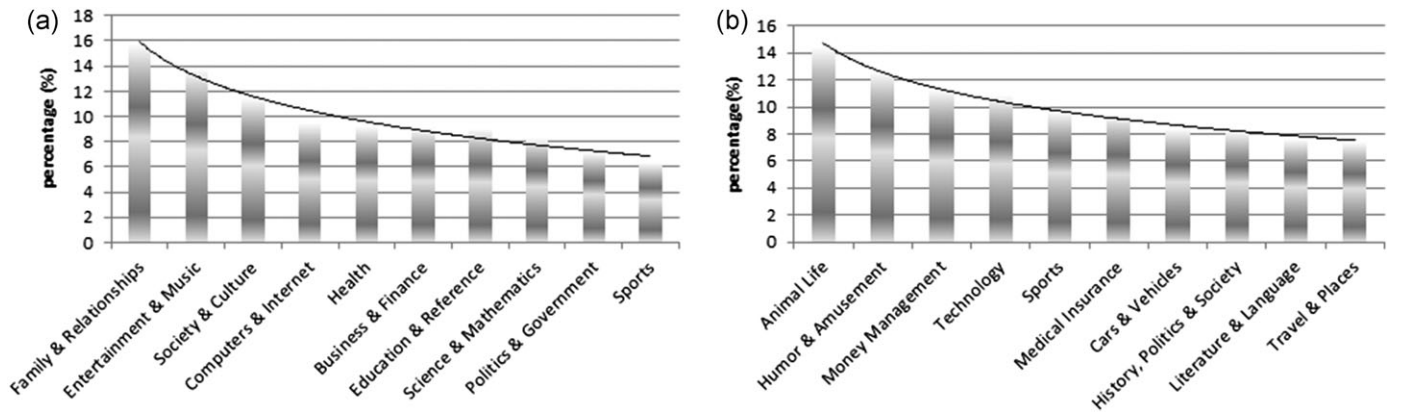 (a)
percentage (%)
18
16
14
12
10
8
6
4
2
0
Family & Relationships
Entertainment & Music
Society & Culture
Computers & Internet
Health
Business & Finance
Education & Reference
Science & Mathematics
Politics & Government
Sports
(b)
percentage(%)
16
14
12
10
8
6
4
2
0
Animal Life
Humor & Amusement
Money Management
Technology
Sports
Medical Insurance
Cars & Vehicles
History, Politics & Society
Literature & Language
Travel & Places